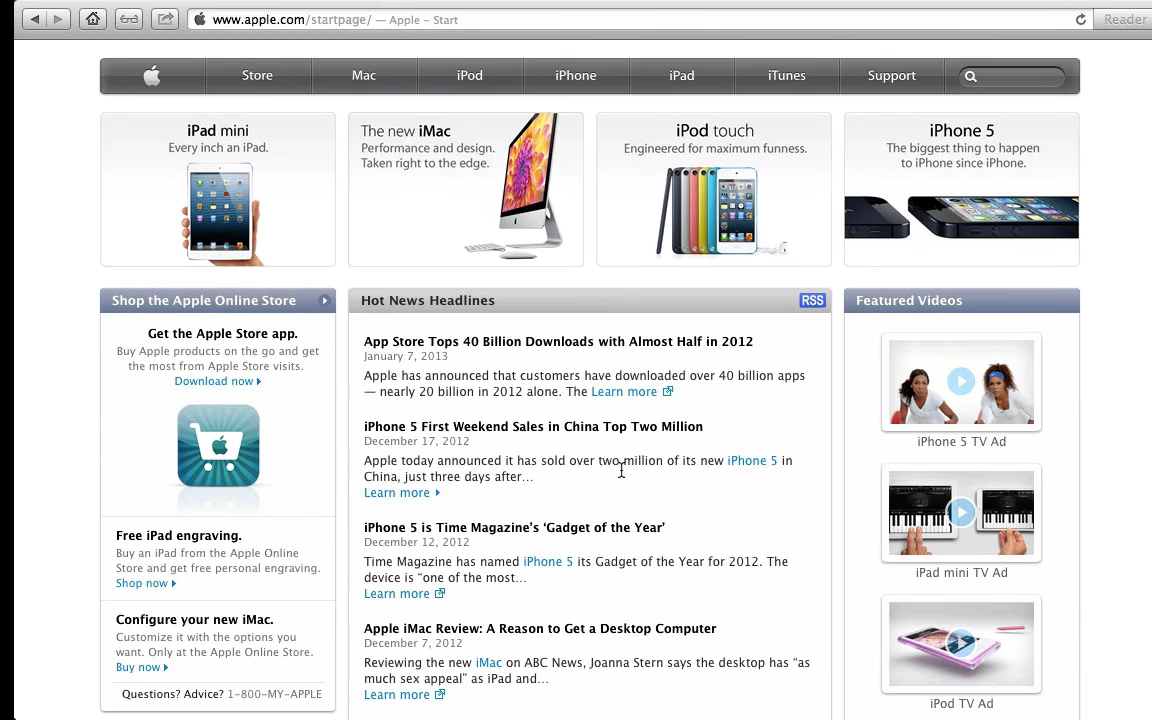 www.apple.com/startpage/ — Apple – Start
Reader
Store
Mac
iPod
iPhone
iPad
iTunes
Support
iPad mini
Every inch an iPad.
The new iMac
Performance and design.
Taken right to the edge.
iPod touch
Engineered for maximum funness.
iPhone 5
The biggest thing to happen
to iPhone since iPhone.
Shop the Apple Online Store
Get the Apple Store app.
Buy Apple products on the go and get
the most from Apple Store visits.
Download now
Free iPad engraving.
Buy an iPad from the Apple Online
Store and get free personal engraving.
Shop now
Configure your new iMac.
Customize it with the options you
want. Only at the Apple Online Store.
Buy now
Questions? Advice? 1-800-MY-APPLE
Hot News Headlines
RSS
App Store Tops 40 Billion Downloads with Almost Half in 2012
January 7, 2013
Apple has announced that customers have downloaded over 40 billion apps
— nearly 20 billion in 2012 alone. The Learn more
iPhone 5 First Weekend Sales in China Top Two Million
December 17, 2012
Apple today announced it has sold over two million of its new iPhone 5 in
China, just three days after…
Learn more
iPhone 5 is Time Magazine’s ‘Gadget of the Year’
December 12, 2012
Time Magazine has named iPhone 5 its Gadget of the Year for 2012. The
device is “one of the most…
Learn more
Apple iMac Review: A Reason to Get a Desktop Computer
December 7, 2012
Reviewing the new iMac on ABC News, Joanna Stern says the desktop has “as
much sex appeal” as iPad and…
Learn more
Featured Videos
iPhone 5 TV Ad
iPad mini TV Ad
iPod TV Ad